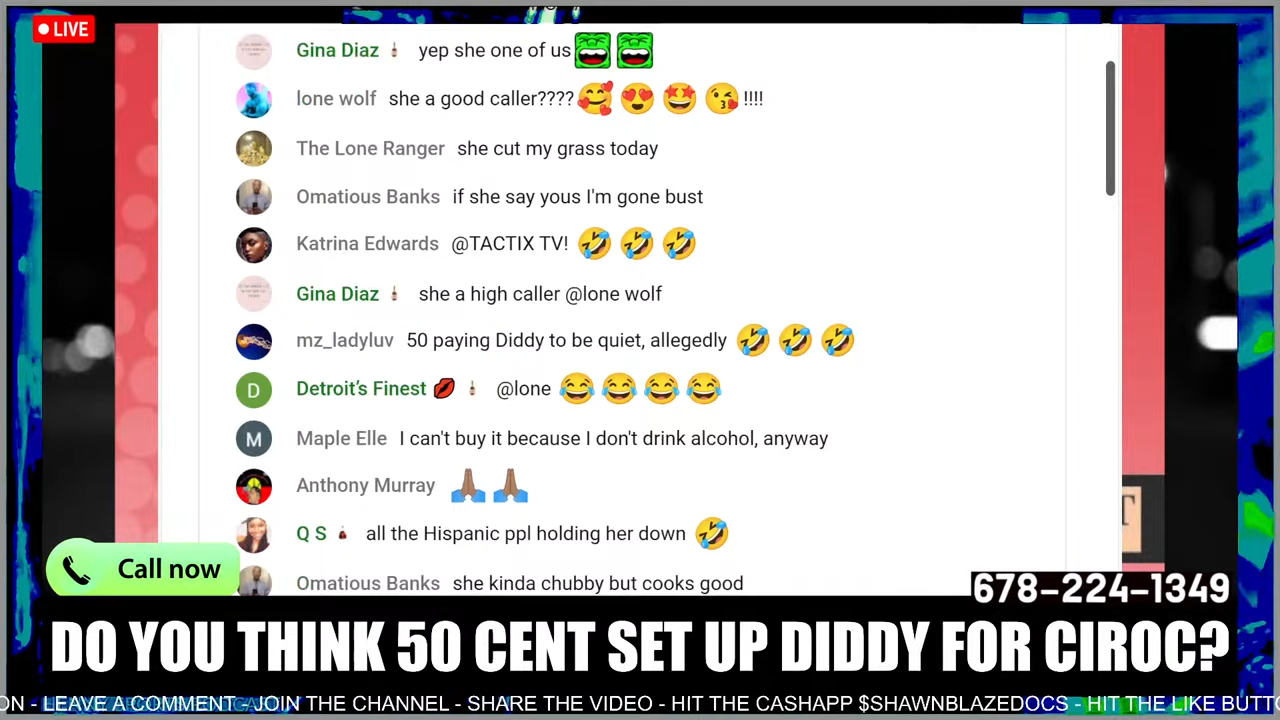 LIVE
Gina Diaz yep she one of us
lone wolf she a good caller???? !!!!
The Lone Ranger she cut my grass today
Omatious Banks if she say yous I'm gone bust
Katrina Edwards @TACTIX TV!
Gina Diaz she a high caller @lone wolf
mz_ladyluv 50 paying Diddy to be quiet, allegedly
Detroit's Finest @lone
D
Maple Elle I can't buy it because I don't drink alcohol, anyway
M
Anthony Murray
Q S all the Hispanic ppl holding her down
Call now
Omatious Banks she kinda chubby but cooks good
678-224-1349
DO YOU THINK 50 CENT SET UP DIDDY FOR CIROC?
ON - LEAVE A COMMENT - JOIN THE CHANNEL - SHARE THE VIDEO - HIT THE CASHAPP $SHAWNBLAZEDOCS - HIT THE LIKE BUTT